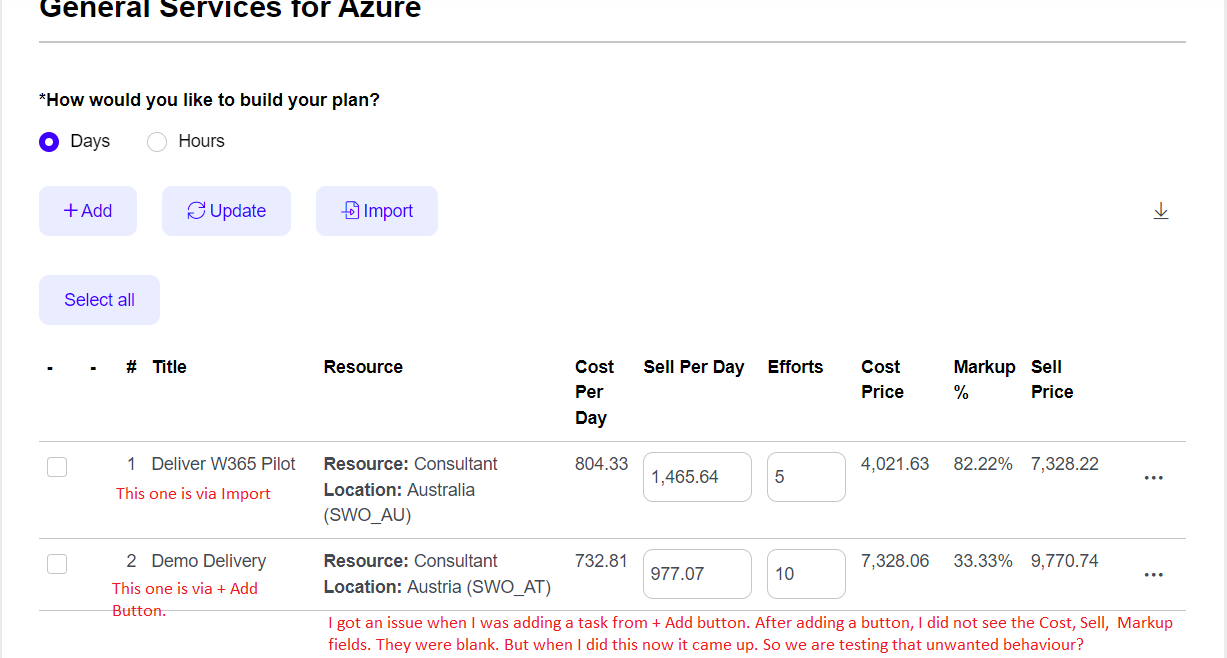 General Services for Azure
*How would you like to build your plan?
Days Hours
+ Add Update Import
Select all
- - # Title Resource Cost Per Day Sell Per Day Efforts Cost Price Markup % Sell Price
1 Deliver W365 Pilot Resource: Consultant 804.33 1,465.64 5 4,021.63 82.22% 7,328.22 ...
This one is via Import
Location: Australia
(SWO_AU)
2 Demo Delivery Resource: Consultant 732.81 977.07 10 7,328.06 33.33% 9,770.74 ...
This one is via + Add
Button.
Location: Austria (SWO_AT)
I got an issue when I was adding a task from + Add button. After adding a button, I did not see the Cost, Sell, Markup
fields. They were blank. But when I did this now it came up. So we are testing that unwanted behaviour?